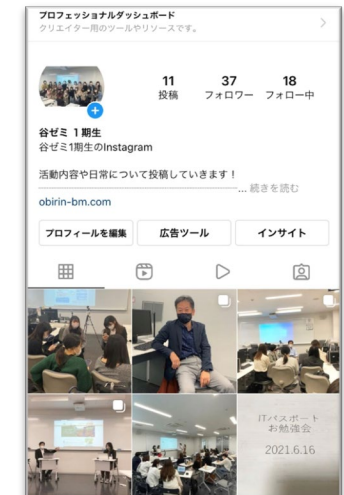 プロフェッショナルダッシュボード
クリエイター用のツールやリソースです。
11 37 18
投稿 フォロワー フォロー中
谷ゼミ 1期生
谷ゼミ1期生のInstagram
活動内容や日常について投稿していきます！
... 続きを読む
obirin-bm.com
プロフィールを編集 広告ツール インサイト
ITパスポート
お勉強会
2021.6.16